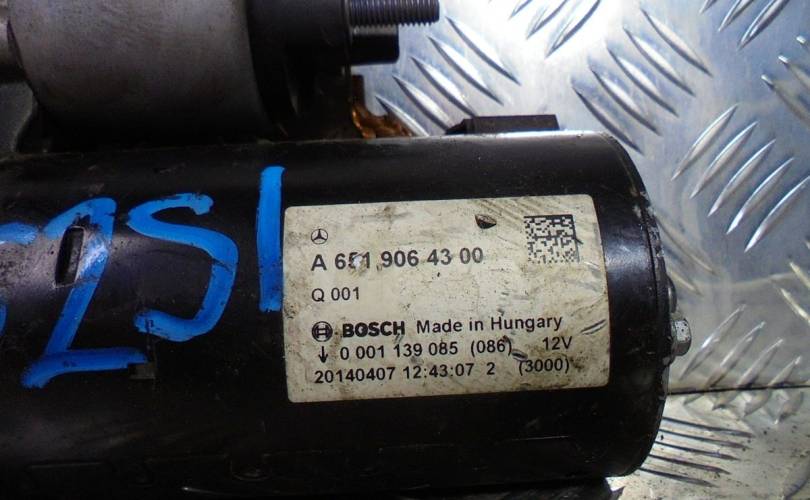 A 651 906 43 00
Q 001
BOSCH Made in Hungary
↓ 0 001 139 085 (086) 12V
20140407 12:43:07 2 (3000)